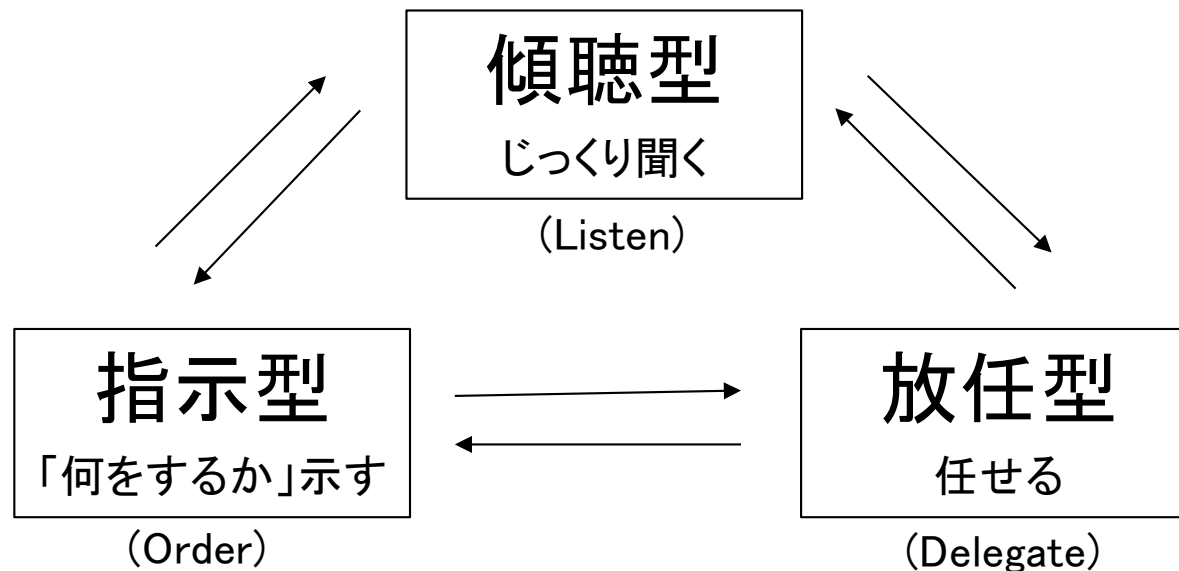 傾聴型
じっくり聞く
(Listen)
指示型
「何をするか」示す
(Order)
放任型
任せる
(Delegate)